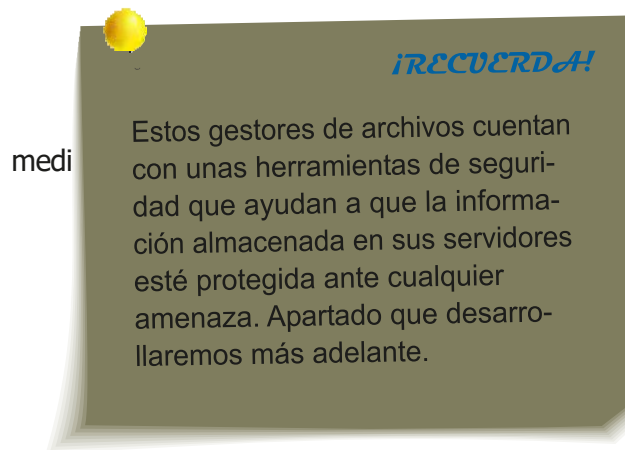 ¡RECUERDA!
medi
Estos gestores de archivos cuentan
con unas herramientas de seguri-
dad que ayudan a que la informa-
ción almacenada en sus servidores
esté protegida ante cualquier
amenaza. Apartado que desarro-
llaremos más adelante.